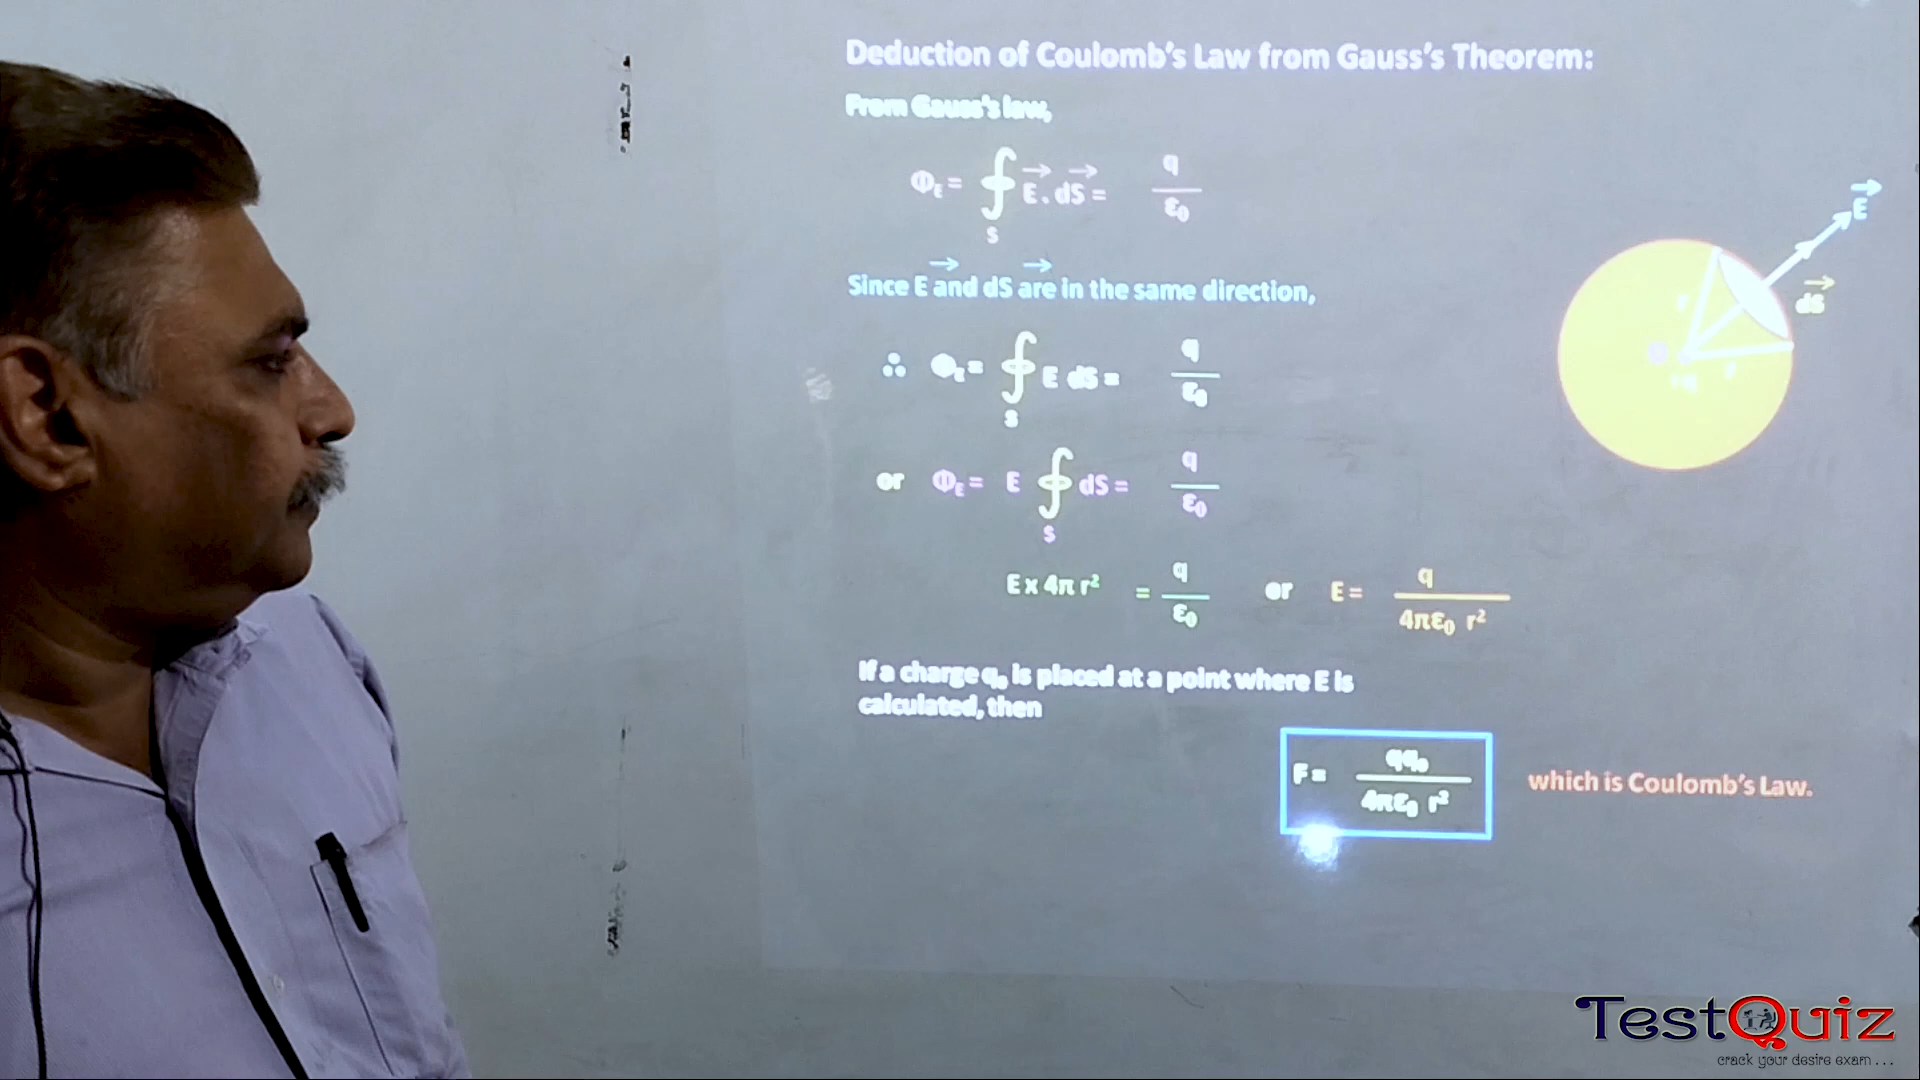 Deduction of Coulomb's Law from Gauss's Theorem:
From Gauss's law,
Φ_E = ∮_S E⃗ . dS⃗ = q / ε₀
Since E⃗ and dS⃗ are in the same direction,
∴ Φ_E = ∮_S E dS = q / ε₀
or Φ_E = E ∮_S dS = q / ε₀
E x 4π r² = q / ε₀ or E = q / 4πε₀ r²
If a charge q₀ is placed at a point where E is
calculated, then
F = qq₀ / 4πε₀ r² which is Coulomb's Law.
E⃗
dS⃗
r
r
TestQuiz
crack your desire exam ...